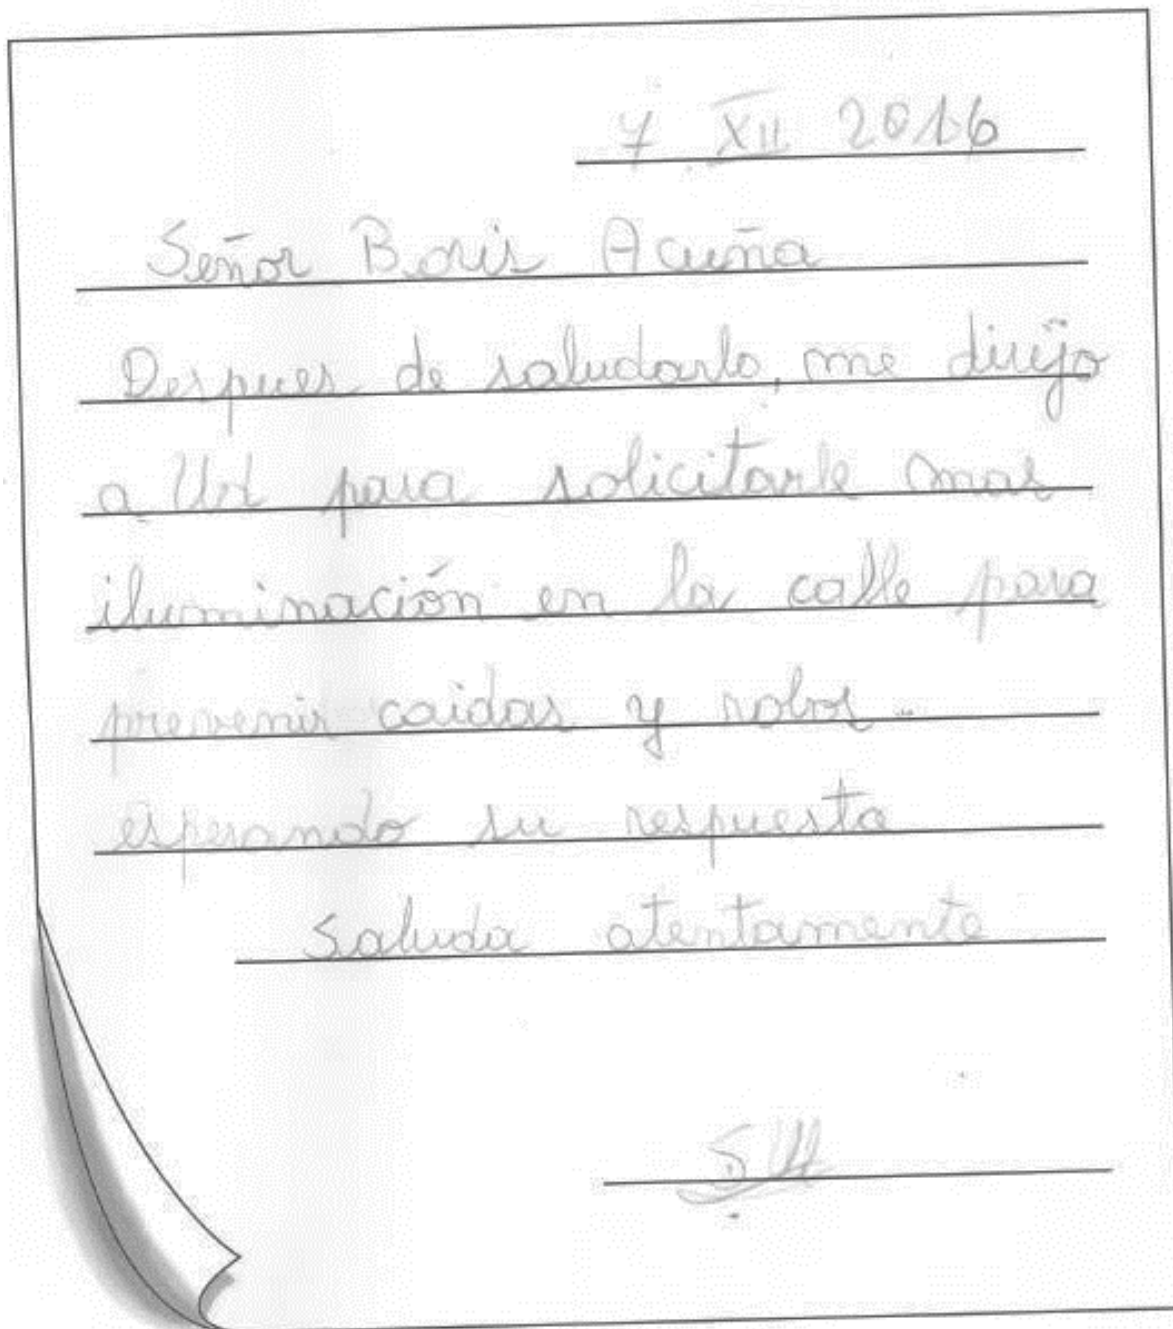 7 XII 2016
Señor Boris Acuña
Despues de saludarlo, me dirijo
a Ud para solicitarle mas
iluminación en la calle para
prevenir caidas y robos.
esperando su respuesta
Saluda atentamente
SH